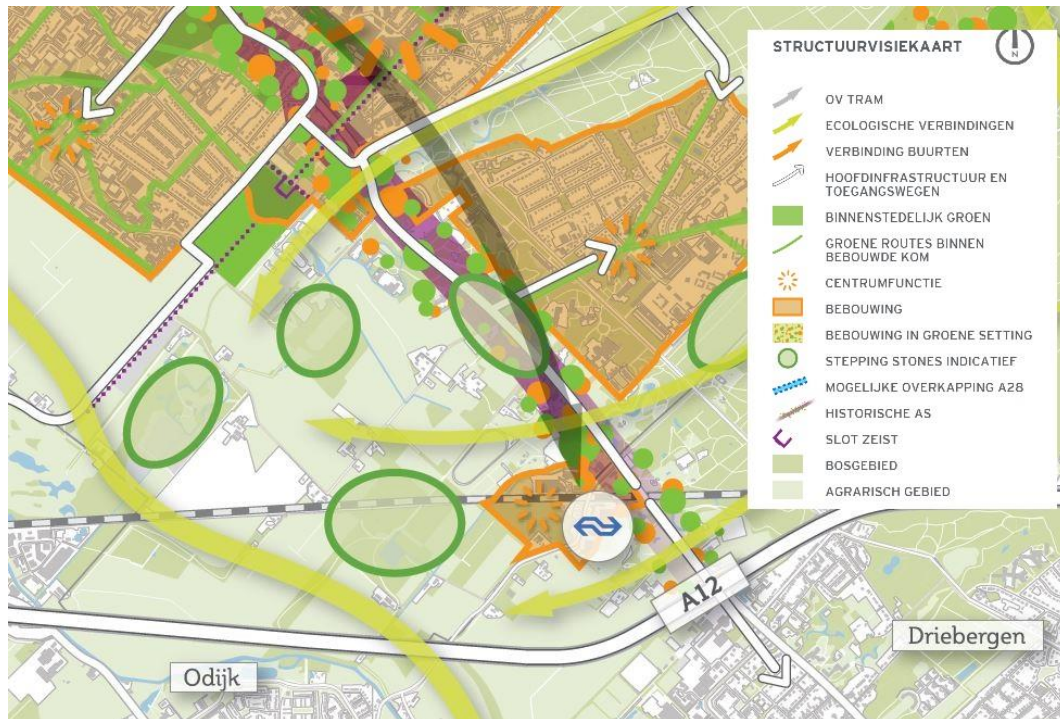 STRUCTUURVISIEKAART
N
OV TRAM
ECOLOGISCHE VERBINDINGEN
VERBINDING BUURTEN
HOOFDINFRASTRUCTUUR EN
TOEGANGSWEGEN
BINNENSTEDELIJK GROEN
GROENE ROUTES BINNEN
BEBOUWDE KOM
CENTRUMFUNCTIE
BEBOUWING
BEBOUWING IN GROENE SETTING
STEPPING STONES INDICATIEF
MOGELIJKE OVERKAPPING A28
HISTORISCHE AS
SLOT ZEIST
BOSGEBIED
AGRARISCH GEBIED
A12
Driebergen
Odijk